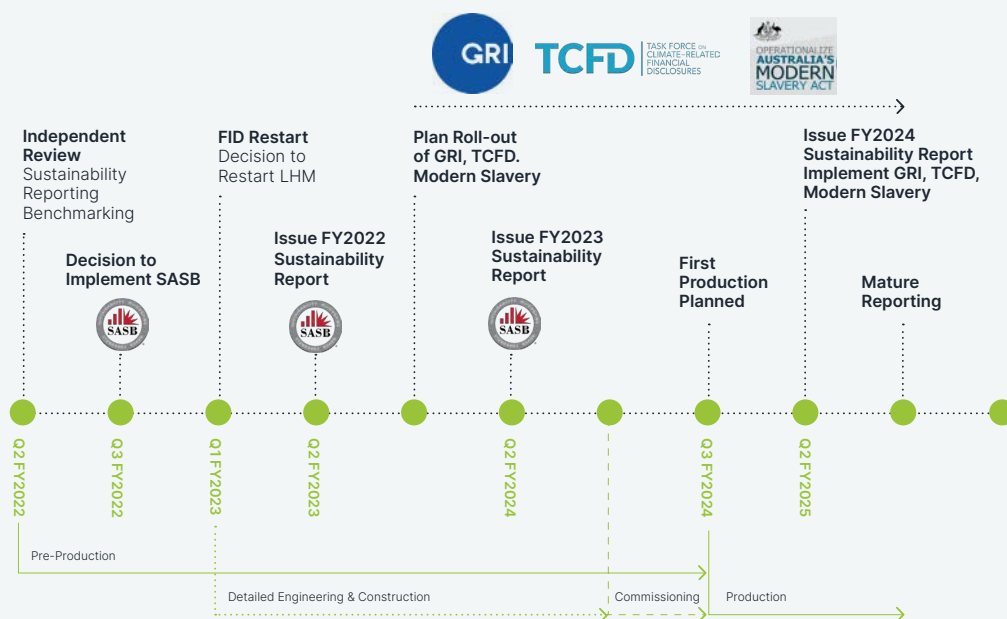 GRI
TCFD
TASK FORCE ON
CLIMATE-RELATED
FINANCIAL
DISCLOSURES
OPERATIONALIZE
AUSTRALIA'S
MODERN
SLAVERY ACT
Independent
Review
Sustainability
Reporting
Benchmarking
FID Restart
Decision to
Restart LHM
Plan Roll-out
of GRI, TCFD.
Modern Slavery
Issue FY2024
Sustainability Report
Implement GRI, TCFD,
Modern Slavery
Decision to
Implement SASB
SASB
Issue FY2022
Sustainability
Report
SASB
Issue FY2023
Sustainability
Report
SASB
First
Production
Planned
Mature
Reporting
Q2 FY2022
Q3 FY2022
Q1 FY2023
Q2 FY2023
Q2 FY2024
Q3 FY2024
Q2 FY2025
Pre-Production
Detailed Engineering & Construction
Commissioning
Production